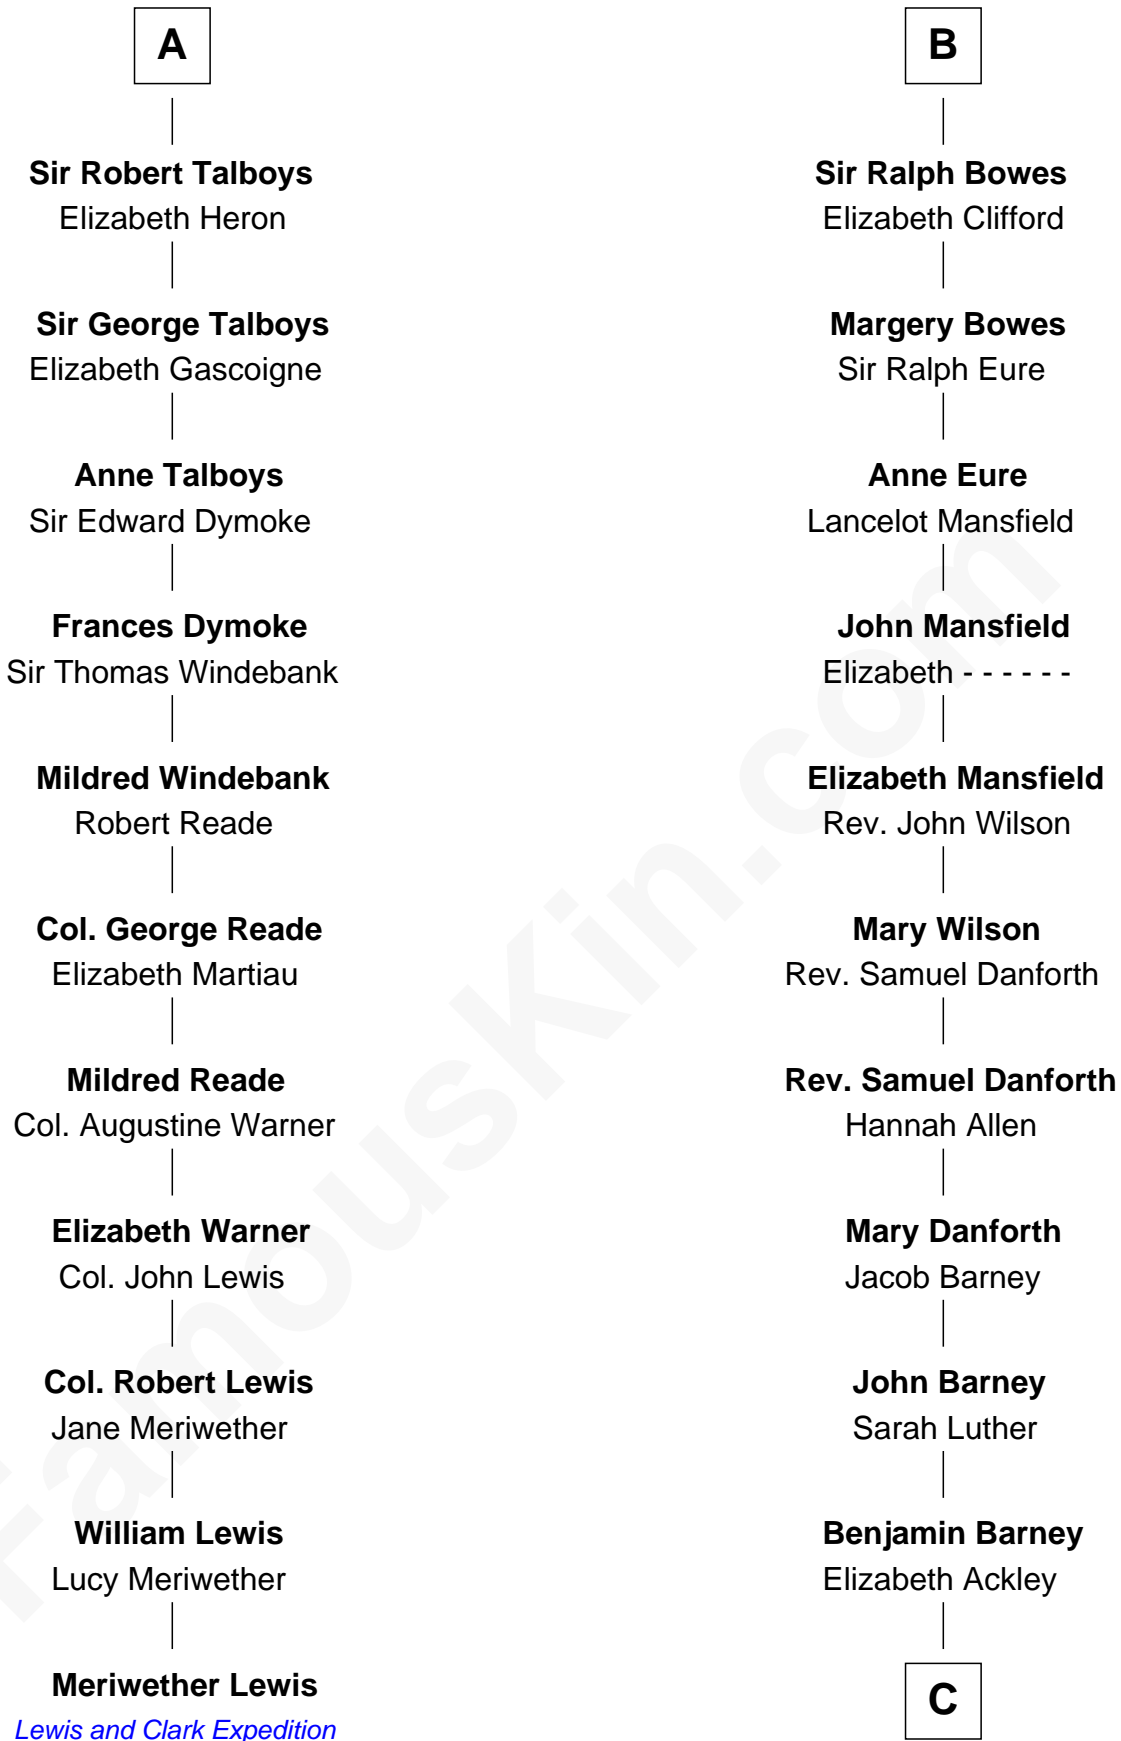 A
Sir Robert Talboys
Elizabeth Heron
Sir George Talboys
Elizabeth Gascoigne
Anne Talboys
Sir Edward Dymoke
Frances Dymoke
Sir Thomas Windebank
Mildred Windebank
Robert Reade
Col. George Reade
Elizabeth Martiau
Mildred Reade
Col. Augustine Warner
Elizabeth Warner
Col. John Lewis
Col. Robert Lewis
Jane Meriwether
William Lewis
Lucy Meriwether
Meriwether Lewis
Lewis and Clark Expedition
B
Sir Ralph Bowes
Elizabeth Clifford
Margery Bowes
Sir Ralph Eure
Anne Eure
Lancelot Mansfield
John Mansfield
Elizabeth - - - - - -
Elizabeth Mansfield
Rev. John Wilson
Mary Wilson
Rev. Samuel Danforth
Rev. Samuel Danforth
Hannah Allen
Mary Danforth
Jacob Barney
John Barney
Sarah Luther
Benjamin Barney
Elizabeth Ackley
C
FamousKin.com